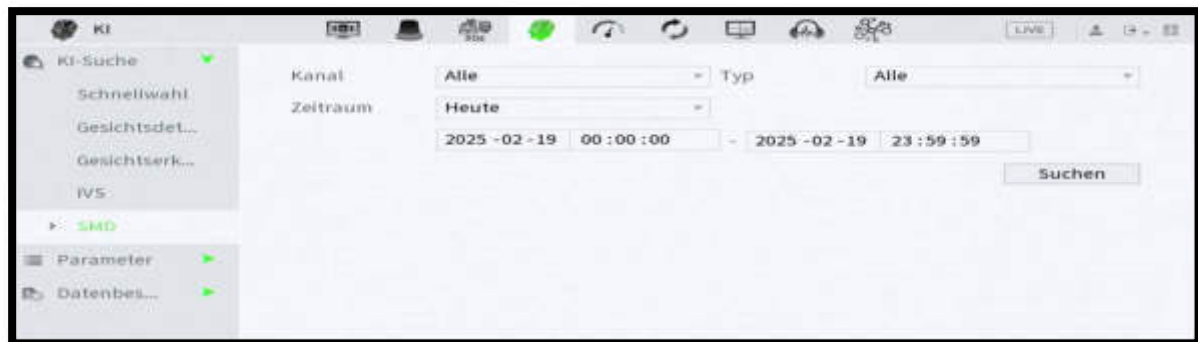 KI
LIVE
KI-Suche
Schnellwahl
Gesichtsdet...
Gesichtserk...
IVS
SMD
Parameter
Datenbes...
Kanal Alle Typ Alle
Zeitraum Heute
2025 -02 -19 00 :00 :00 - 2025 -02 -19 23 :59 :59
Suchen